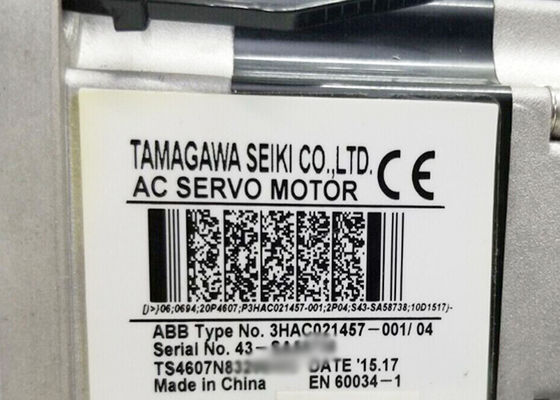 TAMAGAWA SEIKI CO.,LTD. CE
AC SERVO MOTOR
[)>}06;0694;20P4607;P3HAC021457-001;2P04;S43-SA58738;10D1517}-
ABB Type No. 3HAC021457-001/04
Serial No. 43-
TS4607N83 DATE '15.17
Made in China EN 60034-1